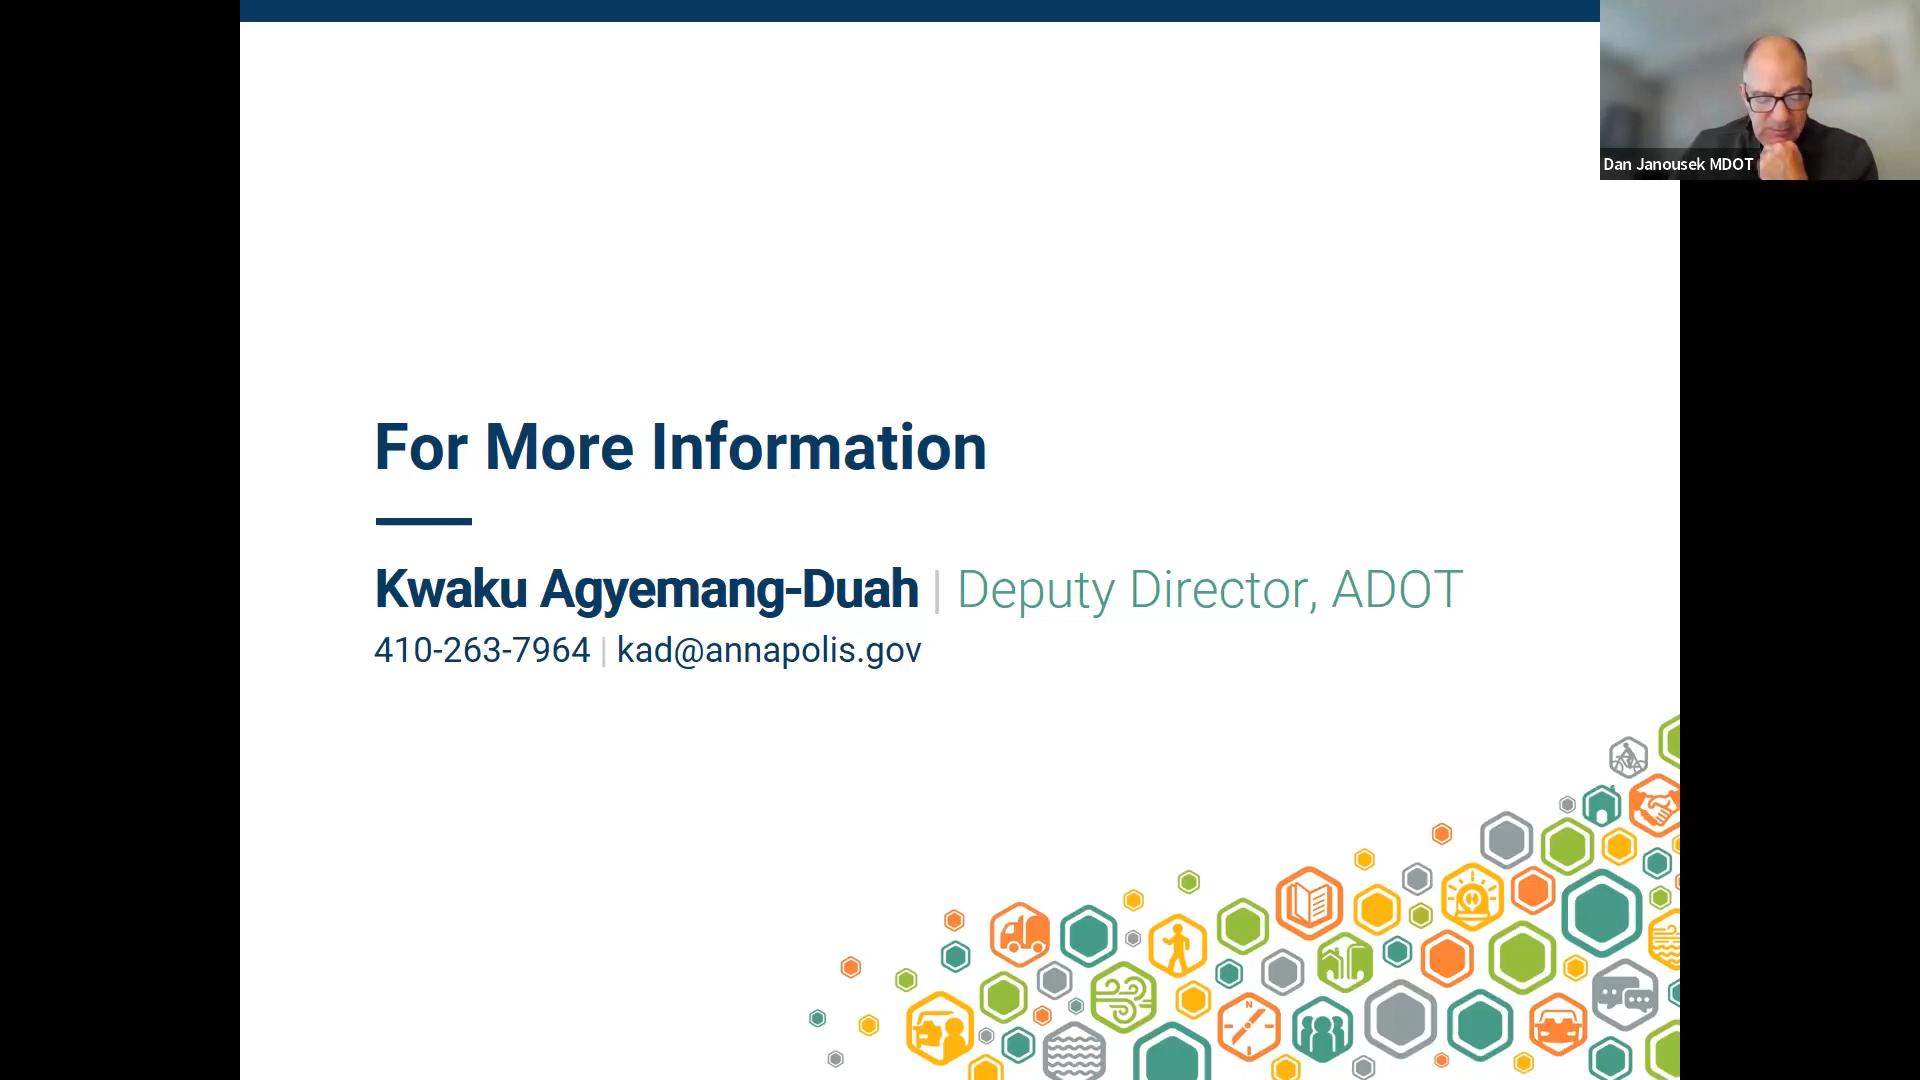 Dan Janousek MDOT
For More Information
Kwaku Agyemang-Duah | Deputy Director, ADOT
410-263-7964 | kad@annapolis.gov
N